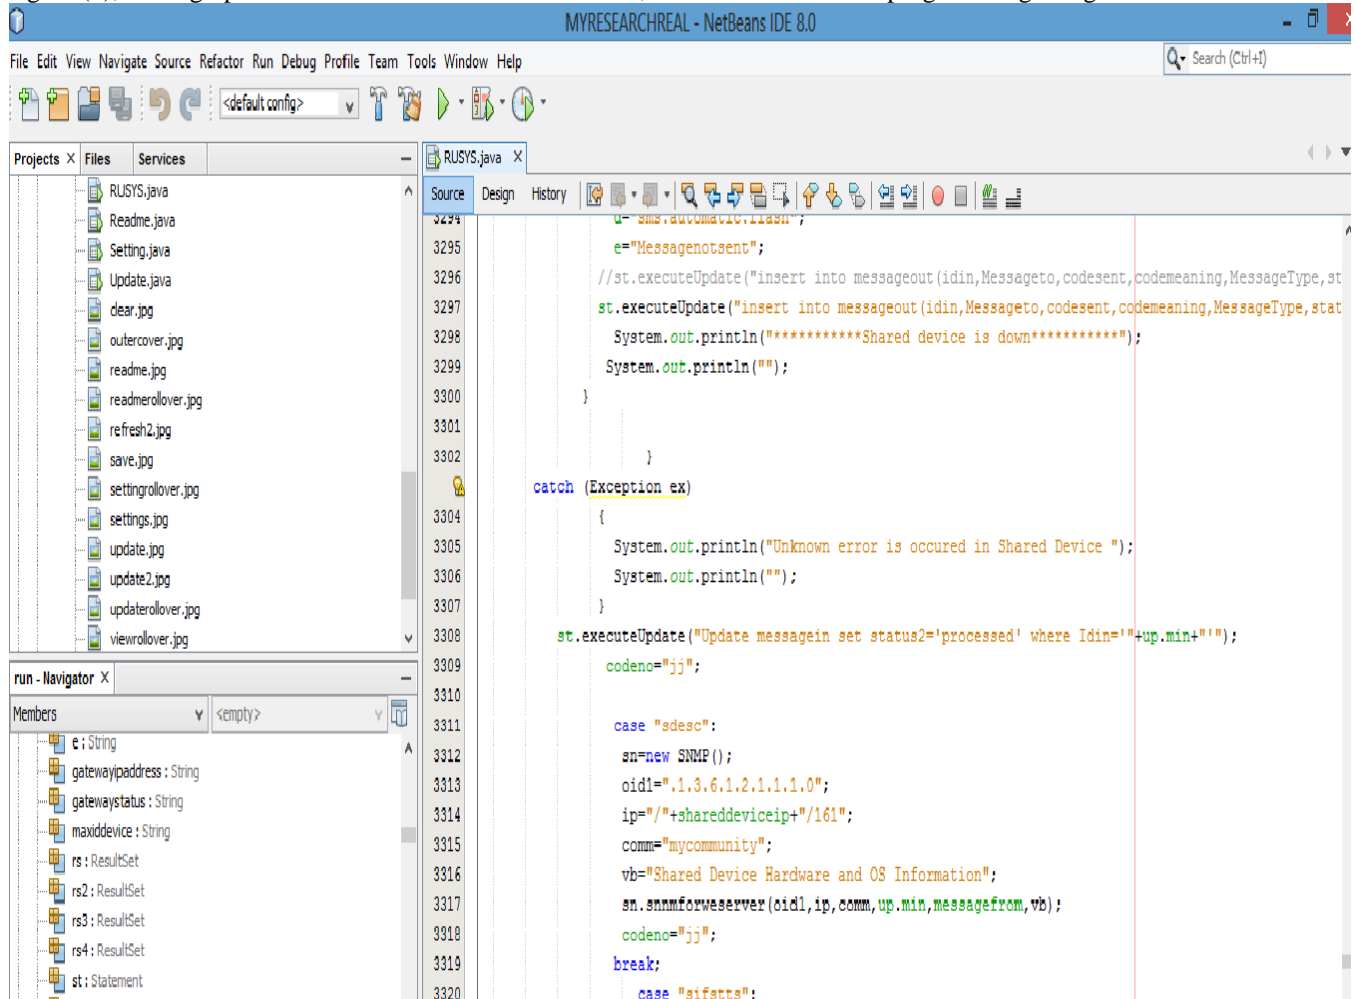 MYRESEARCHREAL - NetBeans IDE 8.0
File Edit View Navigate Source Refactor Run Debug Profile Team Tools Window Help
Search (Ctrl+I)
<default config>
Projects Files Services
RUSYS.java
Readme.java
Setting.java
Update.java
clear.jpg
outercover.jpg
readme.jpg
readmerollover.jpg
refresh2.jpg
save.jpg
settingrollover.jpg
settings.jpg
update.jpg
update2.jpg
updaterollover.jpg
viewrollover.jpg
run - Navigator
Members <empty>
e : String
gatewayipaddress : String
gatewaystatus : String
maxiddevice : String
rs : ResultSet
rs2 : ResultSet
rs3 : ResultSet
rs4 : ResultSet
st : Statement
RUSYS.java
Source Design History
3294 d="sms.automatic.flash";
3295 e="Messagenotsent";
3296 //st.executeUpdate("insert into messageout(idin,Messageto,codesent,codemeaning,MessageType,st
3297 st.executeUpdate("insert into messageout(idin,Messageto,codesent,codemeaning,MessageType,stat
3298 System.out.println("***********Shared device is down***********");
3299 System.out.println("");
3300 }
3301
3302 }
catch (Exception ex)
3304 {
3305 System.out.println("Unknown error is occured in Shared Device ");
3306 System.out.println("");
3307 }
3308 st.executeUpdate("Update messagein set status2='processed' where Idin='"+up.min+"'");
3309 codeno="jj";
3310
3311 case "sdesc":
3312 sn=new SNMP();
3313 oid1=".1.3.6.1.2.1.1.1.0";
3314 ip="/"+shareddeviceip+"/161";
3315 comm="mycommunity";
3316 vb="Shared Device Hardware and OS Information";
3317 sn.snnmforweserver(oid1,ip,comm,up.min,messagefrom,vb);
3318 codeno="jj";
3319 break;
3320 case "sifstts":